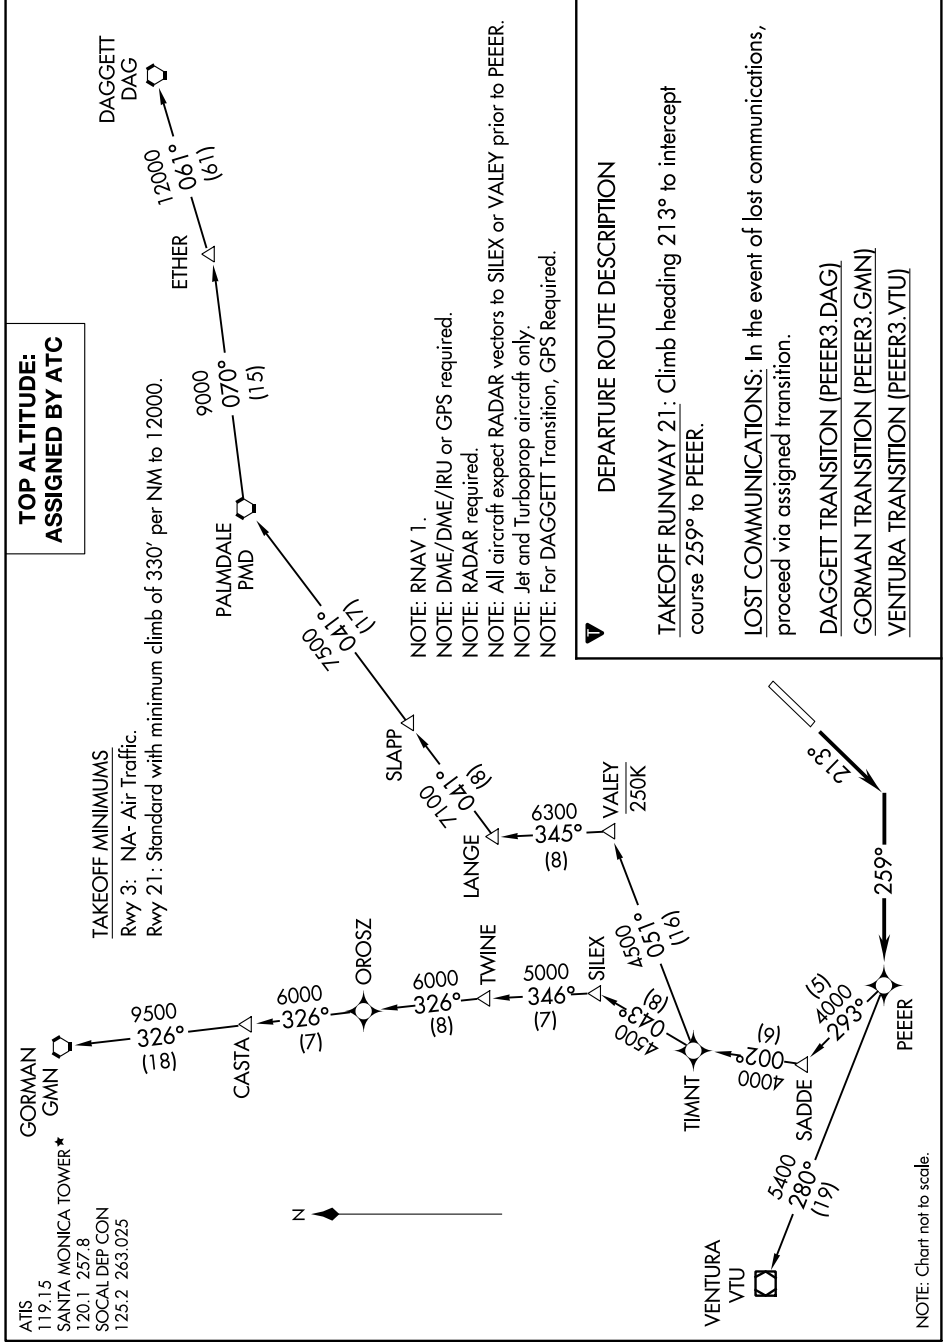 TOP ALTITUDE:
ASSIGNED BY ATC
ATIS
119.15
SANTA MONICA TOWER★
120.1 257.8
SOCAL DEP CON
125.2 263.025
GORMAN
GMN
TAKEOFF MINIMUMS
Rwy 3: NA- Air Traffic.
Rwy 21: Standard with minimum climb of 330' per NM to 12000.
DAGGETT
DAG
12000
061°
(61)
ETHER
9000
070°
(15)
PALMDALE
PMD
7500
041°
(17)
SLAPP
7100
041°
(8)
LANGE
6300
345°
(8)
VALEY
250K
4500
051°
(16)
9500
326°
(18)
CASTA
6000
326°
(7)
OROSZ
6000
326°
(8)
TWINE
5000
346°
(7)
SILEX
4500
043°
(8)
TIMNT
4000
002°
(6)
SADDE
4000
293°
(5)
PEEER
5400
280°
(19)
VENTURA
VTU
259°
213°
N
NOTE: RNAV 1.
NOTE: DME/DME/IRU or GPS required.
NOTE: RADAR required.
NOTE: All aircraft expect RADAR vectors to SILEX or VALEY prior to PEEER.
NOTE: Jet and Turboprop aircraft only.
NOTE: For DAGGETT Transition, GPS Required.
NOTE: Chart not to scale.
T
DEPARTURE ROUTE DESCRIPTION
TAKEOFF RUNWAY 21: Climb heading 213° to intercept
course 259° to PEEER.
LOST COMMUNICATIONS: In the event of lost communications,
proceed via assigned transition.
DAGGETT TRANSITON (PEEER3.DAG)
GORMAN TRANSITION (PEEER3.GMN)
VENTURA TRANSITION (PEEER3.VTU)